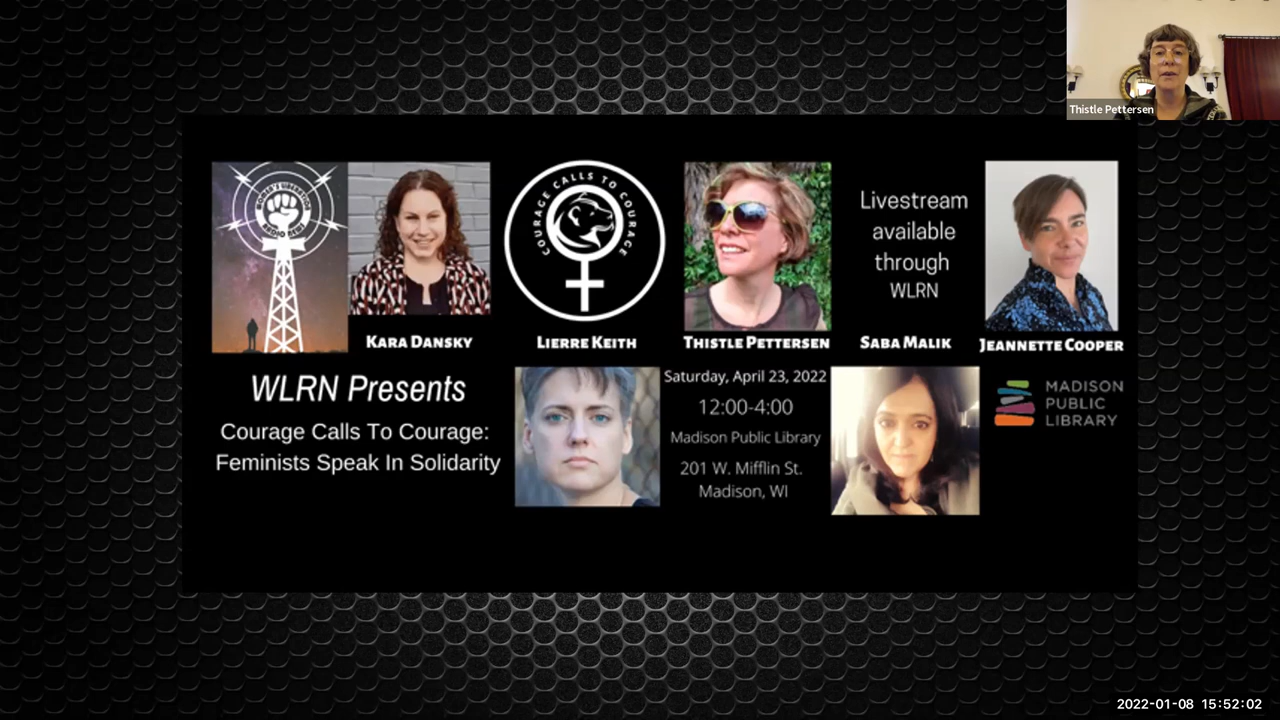 Thistle Pettersen
COURAGE CALLS TO COURAGE
Livestream
available
through
WLRN
KARA DANSKY
LIERRE KEITH
THISTLE PETTERSEN
SABA MALIK
JEANNETTE COOPER
WLRN Presents
Courage Calls To Courage:
Feminists Speak In Solidarity
Saturday, April 23, 2022
12:00-4:00
Madison Public Library
201 W. Mifflin St.
Madison, WI
MADISON
PUBLIC
LIBRARY
2022-01-08 15:52:02